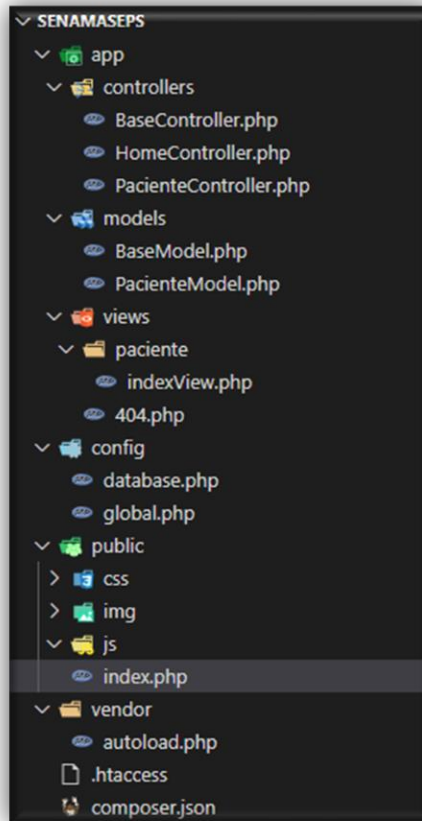 SENAMASEPS
app
controllers
BaseController.php
HomeController.php
PacienteController.php
models
BaseModel.php
PacienteModel.php
views
paciente
indexView.php
404.php
config
database.php
global.php
public
css
img
js
index.php
vendor
autoload.php
.htaccess
composer.json